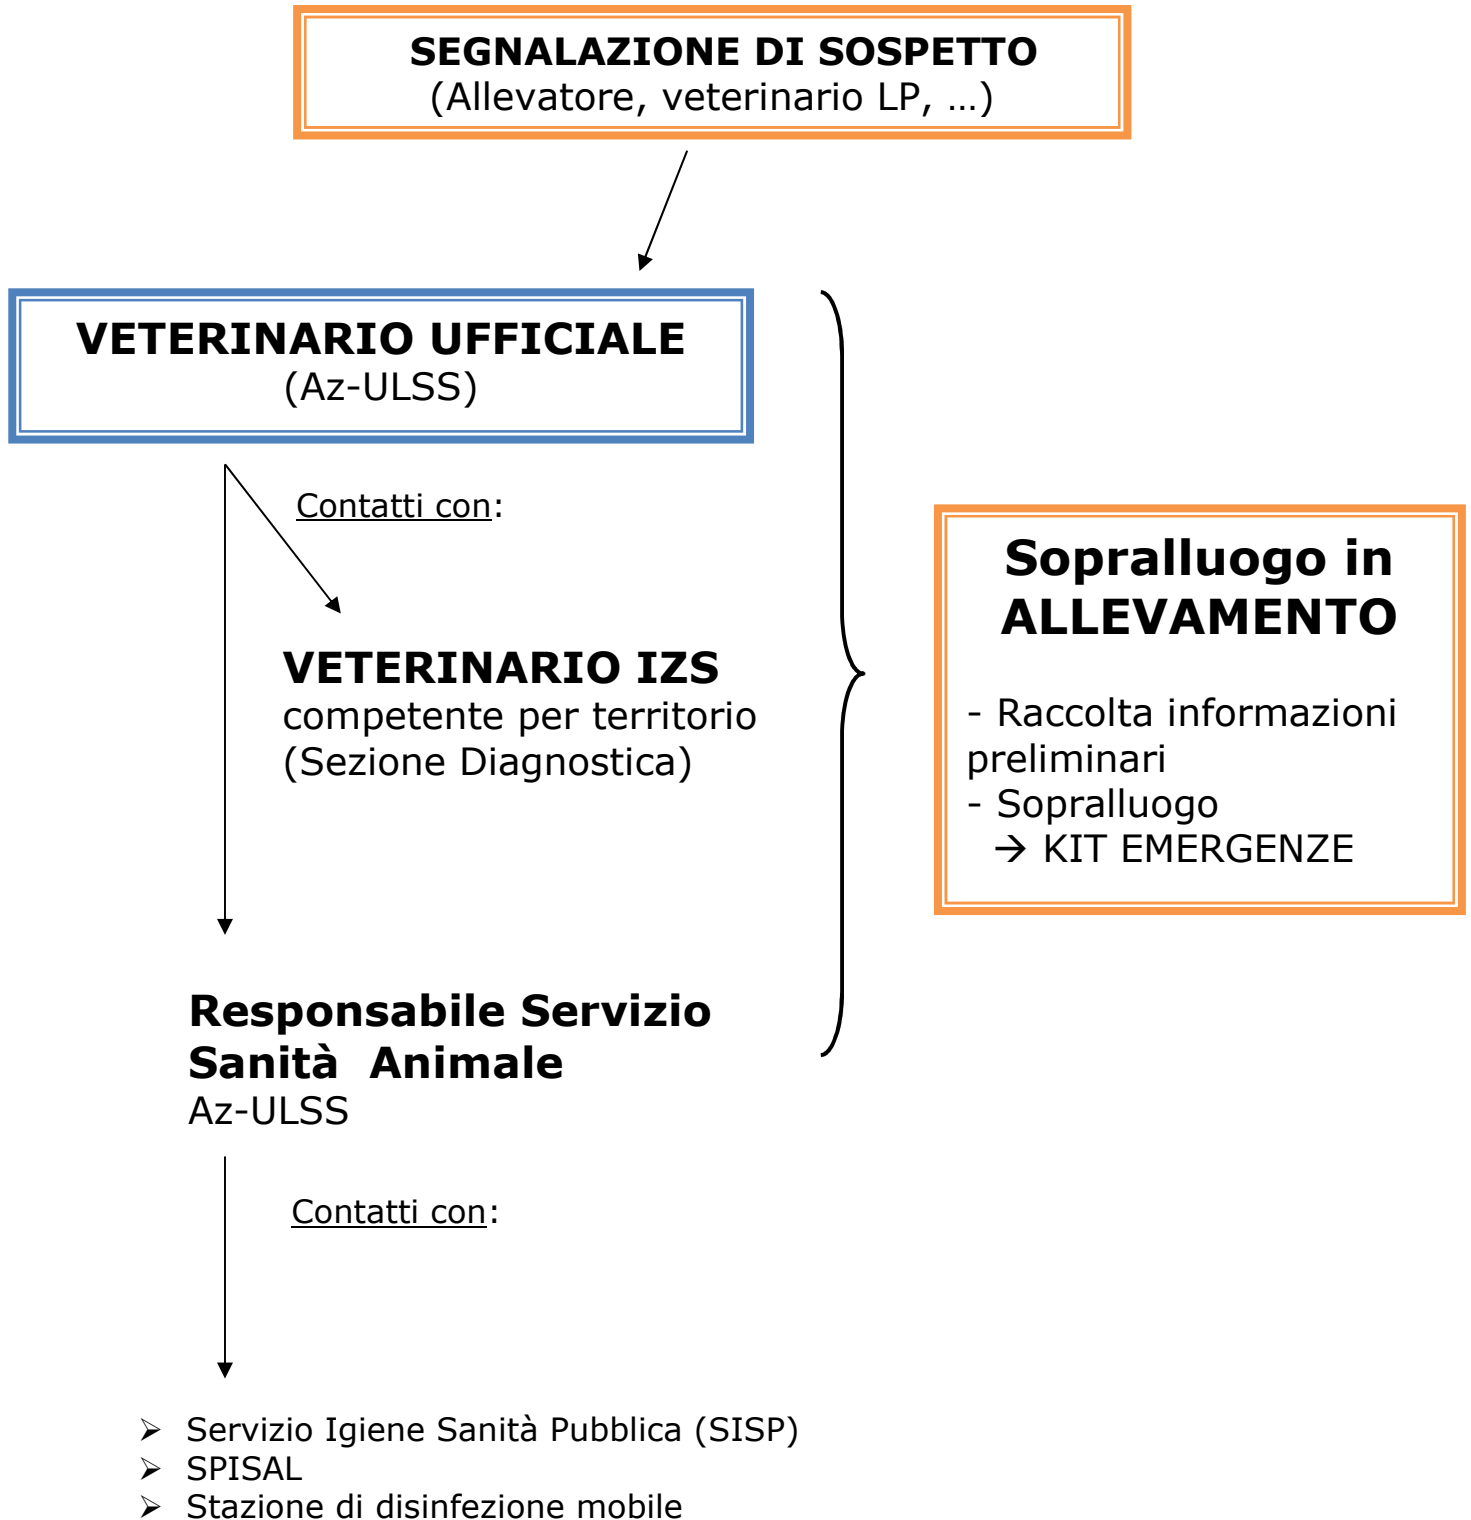 SEGNALAZIONE DI SOSPETTO
(Allevatore, veterinario LP, …)
VETERINARIO UFFICIALE
(Az-ULSS)
Contatti con:
VETERINARIO IZS
competente per territorio
(Sezione Diagnostica)
Sopralluogo in
ALLEVAMENTO
- Raccolta informazioni
preliminari
- Sopralluogo
→ KIT EMERGENZE
Responsabile Servizio
Sanità  Animale
Az-ULSS
Contatti con:
➢ Servizio Igiene Sanità Pubblica (SISP)
➢ SPISAL
➢ Stazione di disinfezione mobile